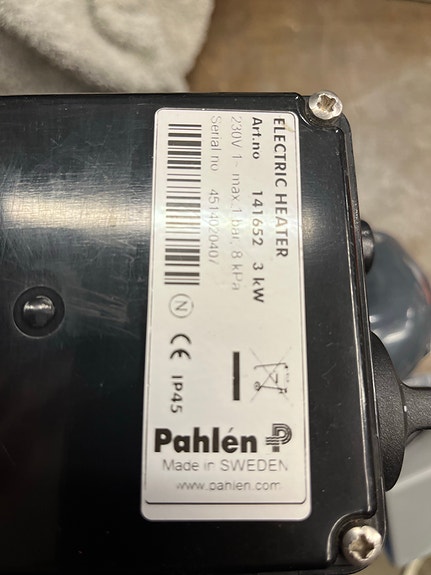 ELECTRIC HEATER
Art.no 141652 3 kW
230V 1~ max.1 bar, 8 kPa
Serial no 4514020407
N CE IP45
Pahlén
Made in SWEDEN
www.pahlen.com